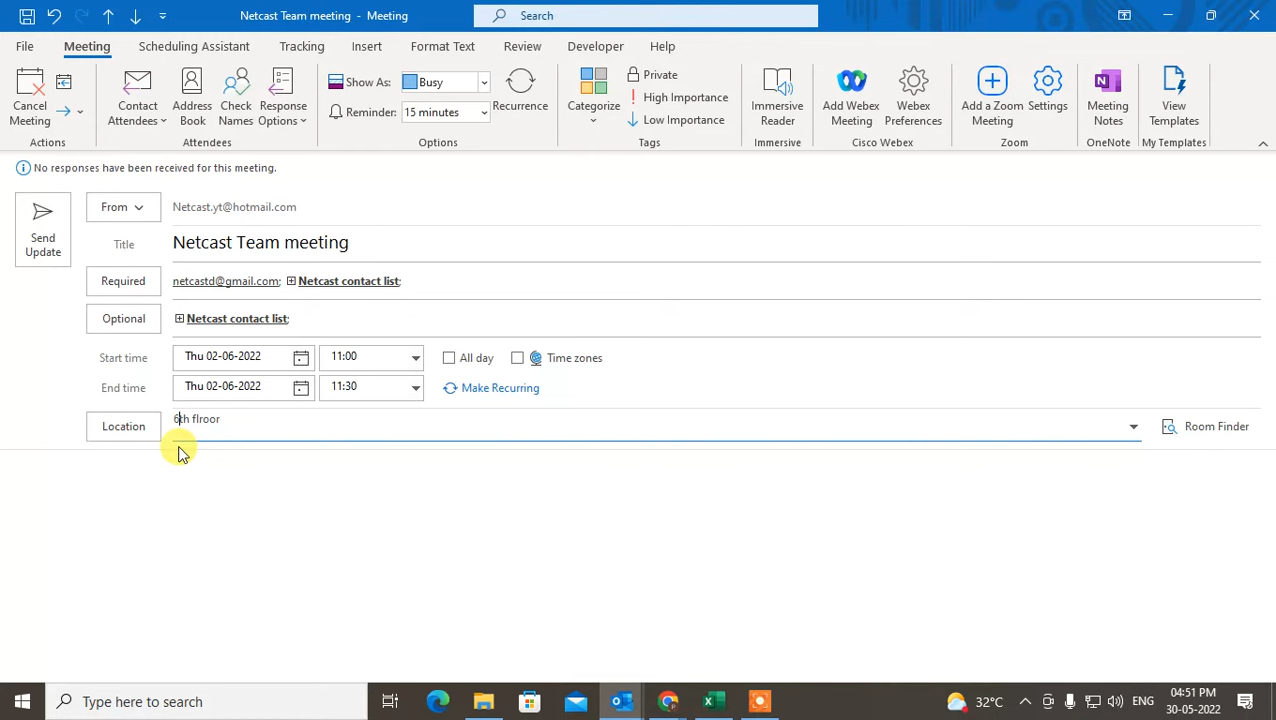 Netcast Team meeting - Meeting
Search
File Meeting Scheduling Assistant Tracking Insert Format Text Review Developer Help
Cancel Meeting
Actions
Contact Attendees
Address Book
Check Names
Response Options
Attendees
Show As: Busy
Reminder: 15 minutes
Recurrence
Options
Categorize
Private
High Importance
Low Importance
Tags
Immersive Reader
Immersive
Add Webex Meeting
Webex Preferences
Cisco Webex
Add a Zoom Meeting
Settings
Zoom
Meeting Notes
OneNote
View Templates
My Templates
No responses have been received for this meeting.
Send Update
From Netcast.yt@hotmail.com
Title Netcast Team meeting
Required netcastd@gmail.com; Netcast contact list;
Optional Netcast contact list;
Start time Thu 02-06-2022 11:00 All day Time zones
End time Thu 02-06-2022 11:30 Make Recurring
Location 6th flroor Room Finder
Type here to search
32°C ENG 04:51 PM
30-05-2022